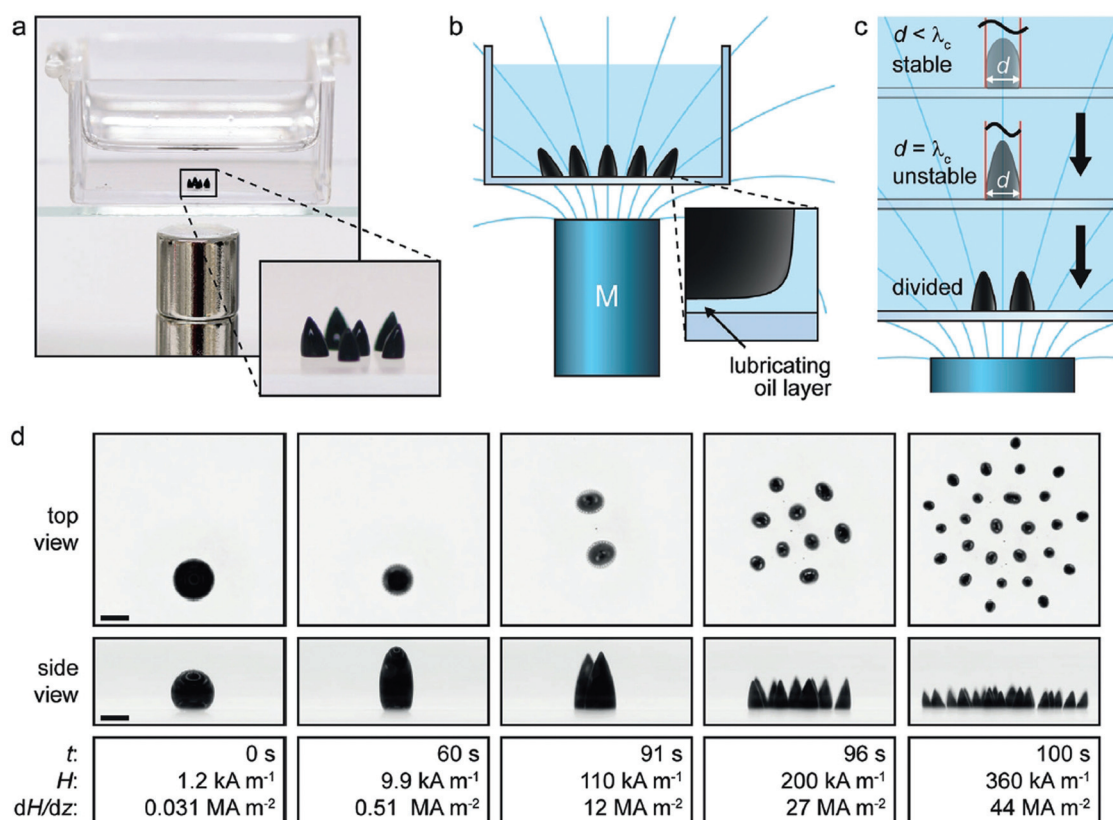 a
b
c
M
lubricating
oil layer
d < λc
stable
d
d = λc
unstable
d
divided
d
top
view
side
view
t:
H:
dH/dz:
0 s
1.2 kA m-1
0.031 MA m-2
60 s
9.9 kA m-1
0.51 MA m-2
91 s
110 kA m-1
12 MA m-2
96 s
200 kA m-1
27 MA m-2
100 s
360 kA m-1
44 MA m-2